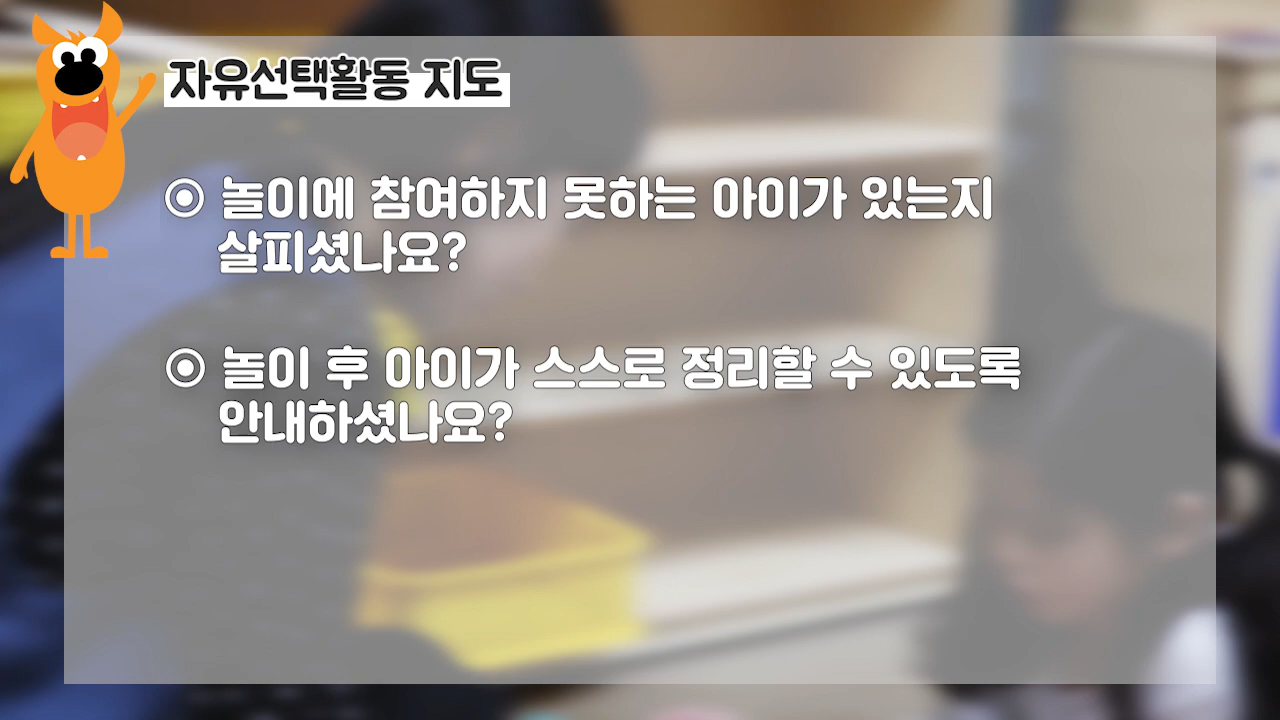 자유선택활동 지도
◉ 놀이에 참여하지 못하는 아이가 있는지
살피셨나요?
◉ 놀이 후 아이가 스스로 정리할 수 있도록
안내하셨나요?